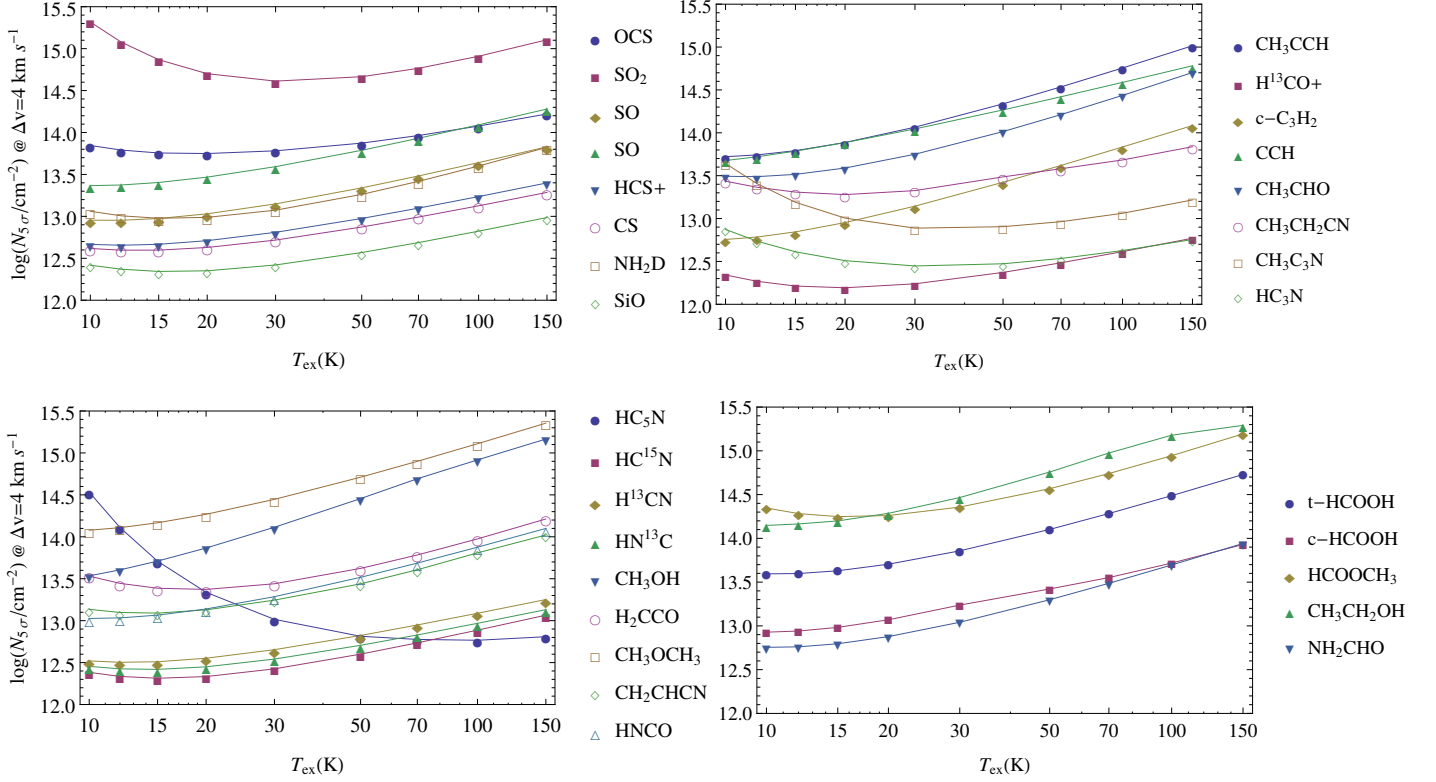 log(N5σ/cm−2) @ Δv=4 km s−1
15.5
15.0
14.5
14.0
13.5
13.0
12.5
12.0
10 15 20 30 50 70 100 150
Tex(K)
OCS
SO2
SO
SO
HCS+
CS
NH2D
SiO
15.5
15.0
14.5
14.0
13.5
13.0
12.5
12.0
10 15 20 30 50 70 100 150
Tex(K)
CH3CCH
H13CO+
c−C3H2
CCH
CH3CHO
CH3CH2CN
CH3C3N
HC3N
log(N5σ/cm−2) @ Δv=4 km s−1
15.5
15.0
14.5
14.0
13.5
13.0
12.5
12.0
10 15 20 30 50 70 100 150
Tex(K)
HC5N
HC15N
H13CN
HN13C
CH3OH
H2CCO
CH3OCH3
CH2CHCN
HNCO
15.5
15.0
14.5
14.0
13.5
13.0
12.5
12.0
10 15 20 30 50 70 100 150
Tex(K)
t−HCOOH
c−HCOOH
HCOOCH3
CH3CH2OH
NH2CHO